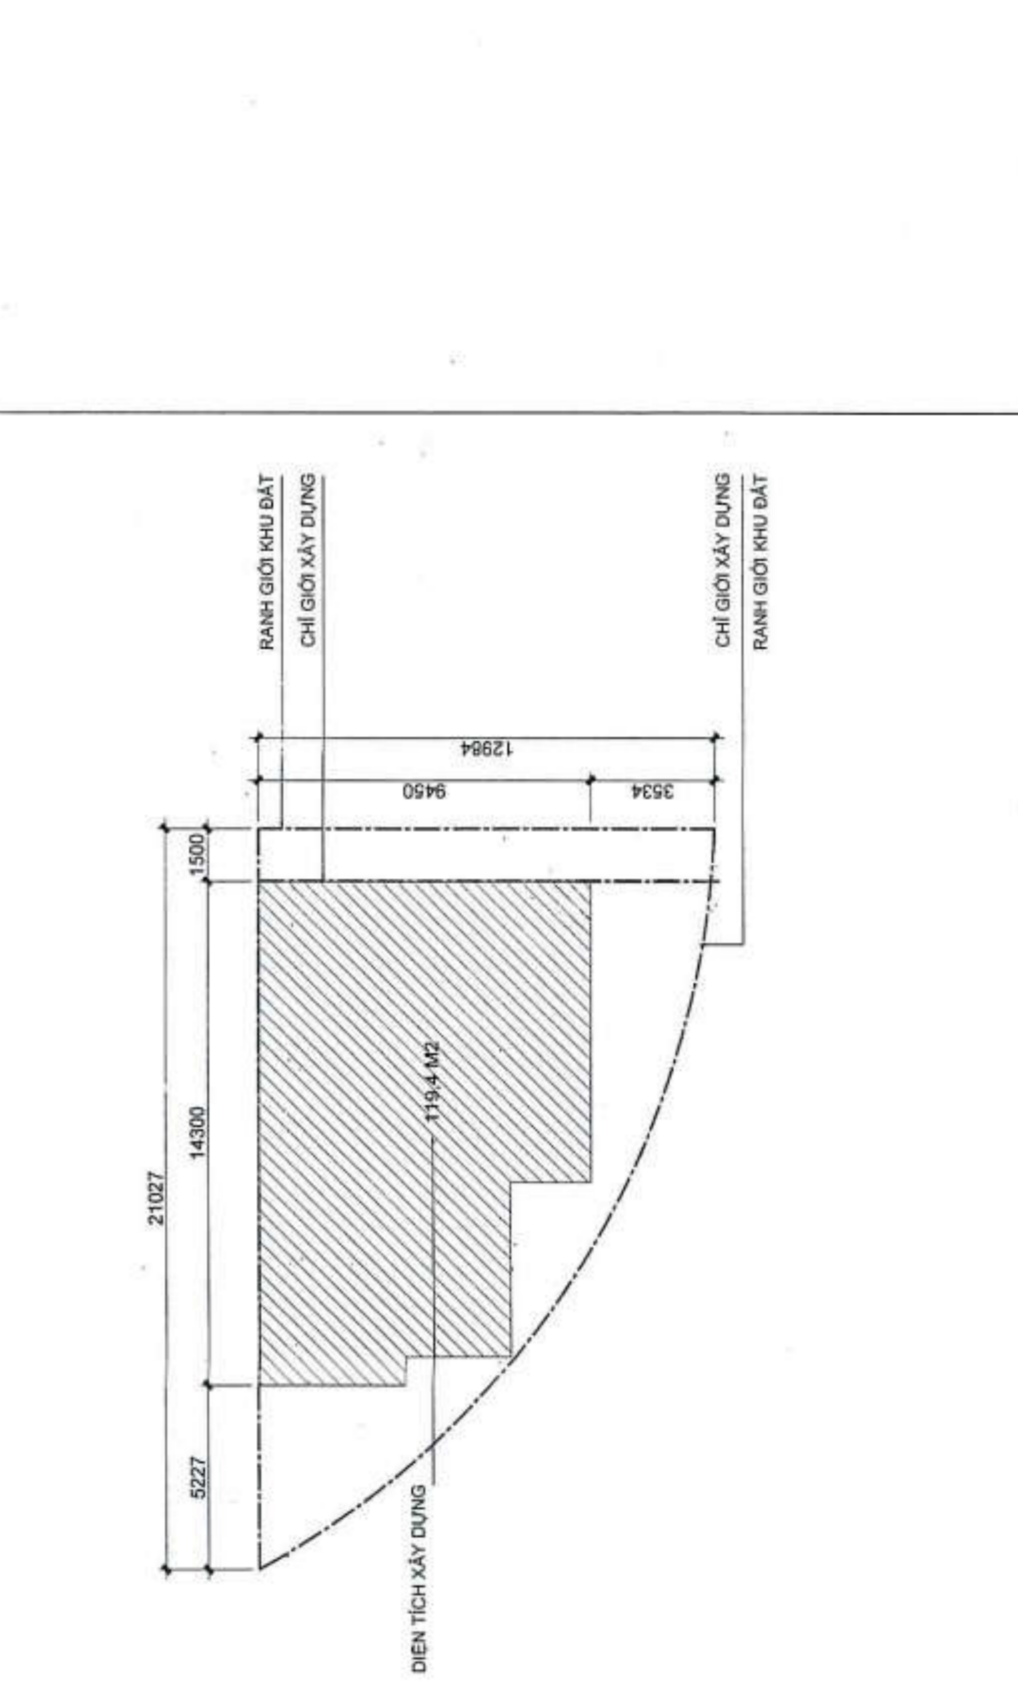 RANH GIỚI KHU ĐẤT
CHỈ GIỚI XÂY DỰNG
CHỈ GIỚI XÂY DỰNG
RANH GIỚI KHU ĐẤT
12984
9450
3534
1500
14300
21027
5227
119,4 M2
DIỆN TÍCH XÂY DỰNG